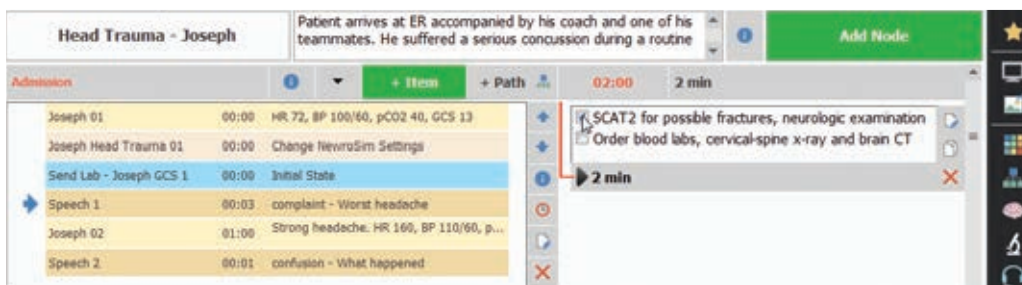 Head Trauma - Joseph
Patient arrives at ER accompanied by his coach and one of his
teammates. He suffered a serious concussion during a routine
Add Node
Admission
+ Item
+ Path
02:00
2 min
Joseph 01 00:00 HR 72, BP 100/60, pCO2 40, GCS 13
Joseph Head Trauma 01 00:00 Change NewroSim Settings
Send Lab - Joseph GCS 1 00:00 Initial State
Speech 1 00:03 complaint - Worst headache
Joseph 02 01:00 Strong headache. HR 160, BP 110/60, p...
Speech 2 00:01 confusion - What happened
SCAT2 for possble fractures, neurologic examination
Order blood labs, cervical-spine x-ray and brain CT
2 min